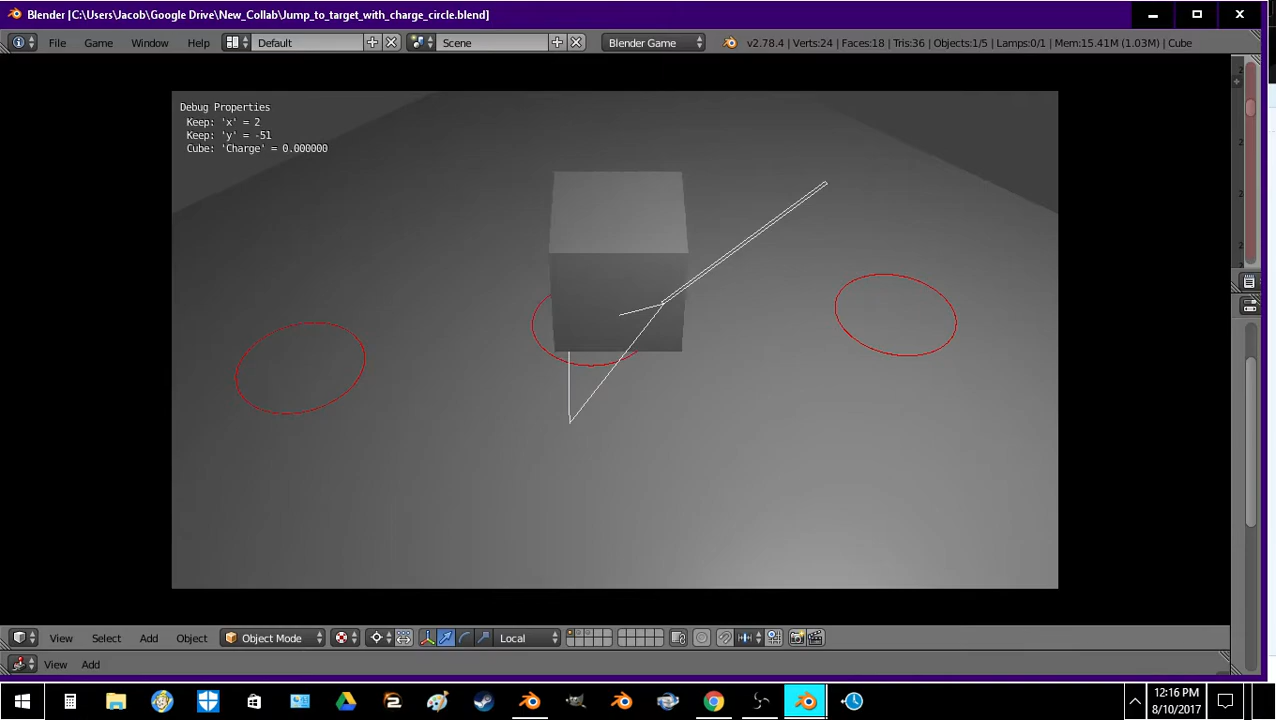 Blender [C:\Users\Jacob\Google Drive\New_Collab\Jump_to_target_with_charge_circle.blend]
File Game Window Help Default Scene Blender Game v2.78.4 | Verts:24 | Faces:18 | Tris:36 | Objects:1/5 | Lamps:0/1 | Mem:15.41M (1.03M) | Cube
Debug Properties
Keep: 'x' = 2
Keep: 'y' = -51
Cube: 'Charge' = 0.000000
View Select Add Object Object Mode Local
View Add
12:16 PM
8/10/2017